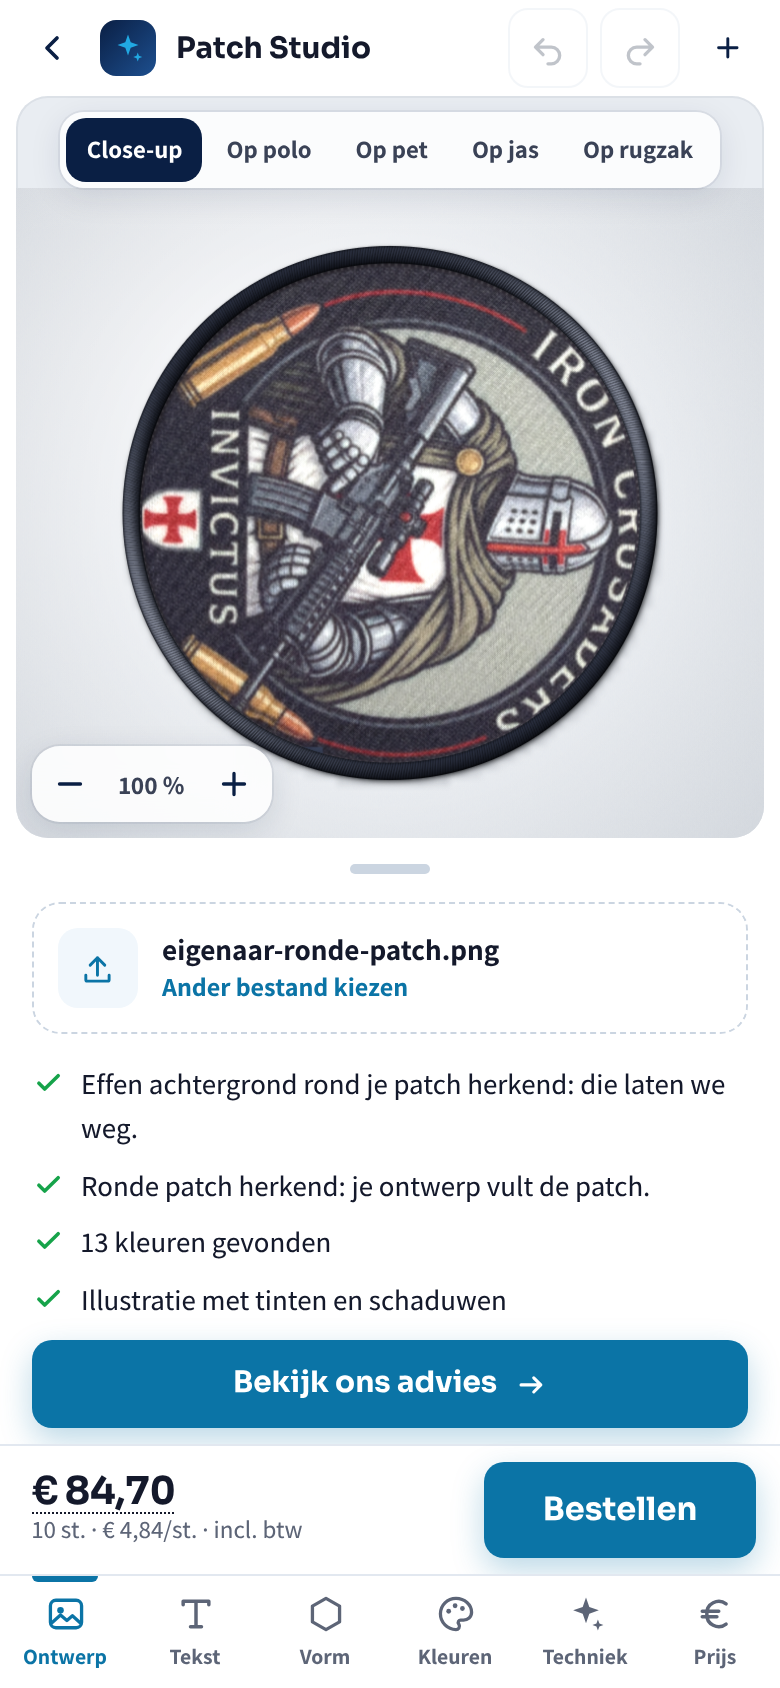 Patch Studio
Close-up
Op polo
Op pet
Op jas
Op rugzak
IRON CRUSADERS
INVICTUS
100 %
eigenaar-ronde-patch.png
Ander bestand kiezen
Effen achtergrond rond je patch herkend: die laten we
weg.
Ronde patch herkend: je ontwerp vult de patch.
13 kleuren gevonden
Illustratie met tinten en schaduwen
Bekijk ons advies →
€ 84,70
10 st. · € 4,84/st. · incl. btw
Bestellen
Ontwerp
Tekst
Vorm
Kleuren
Techniek
Prijs